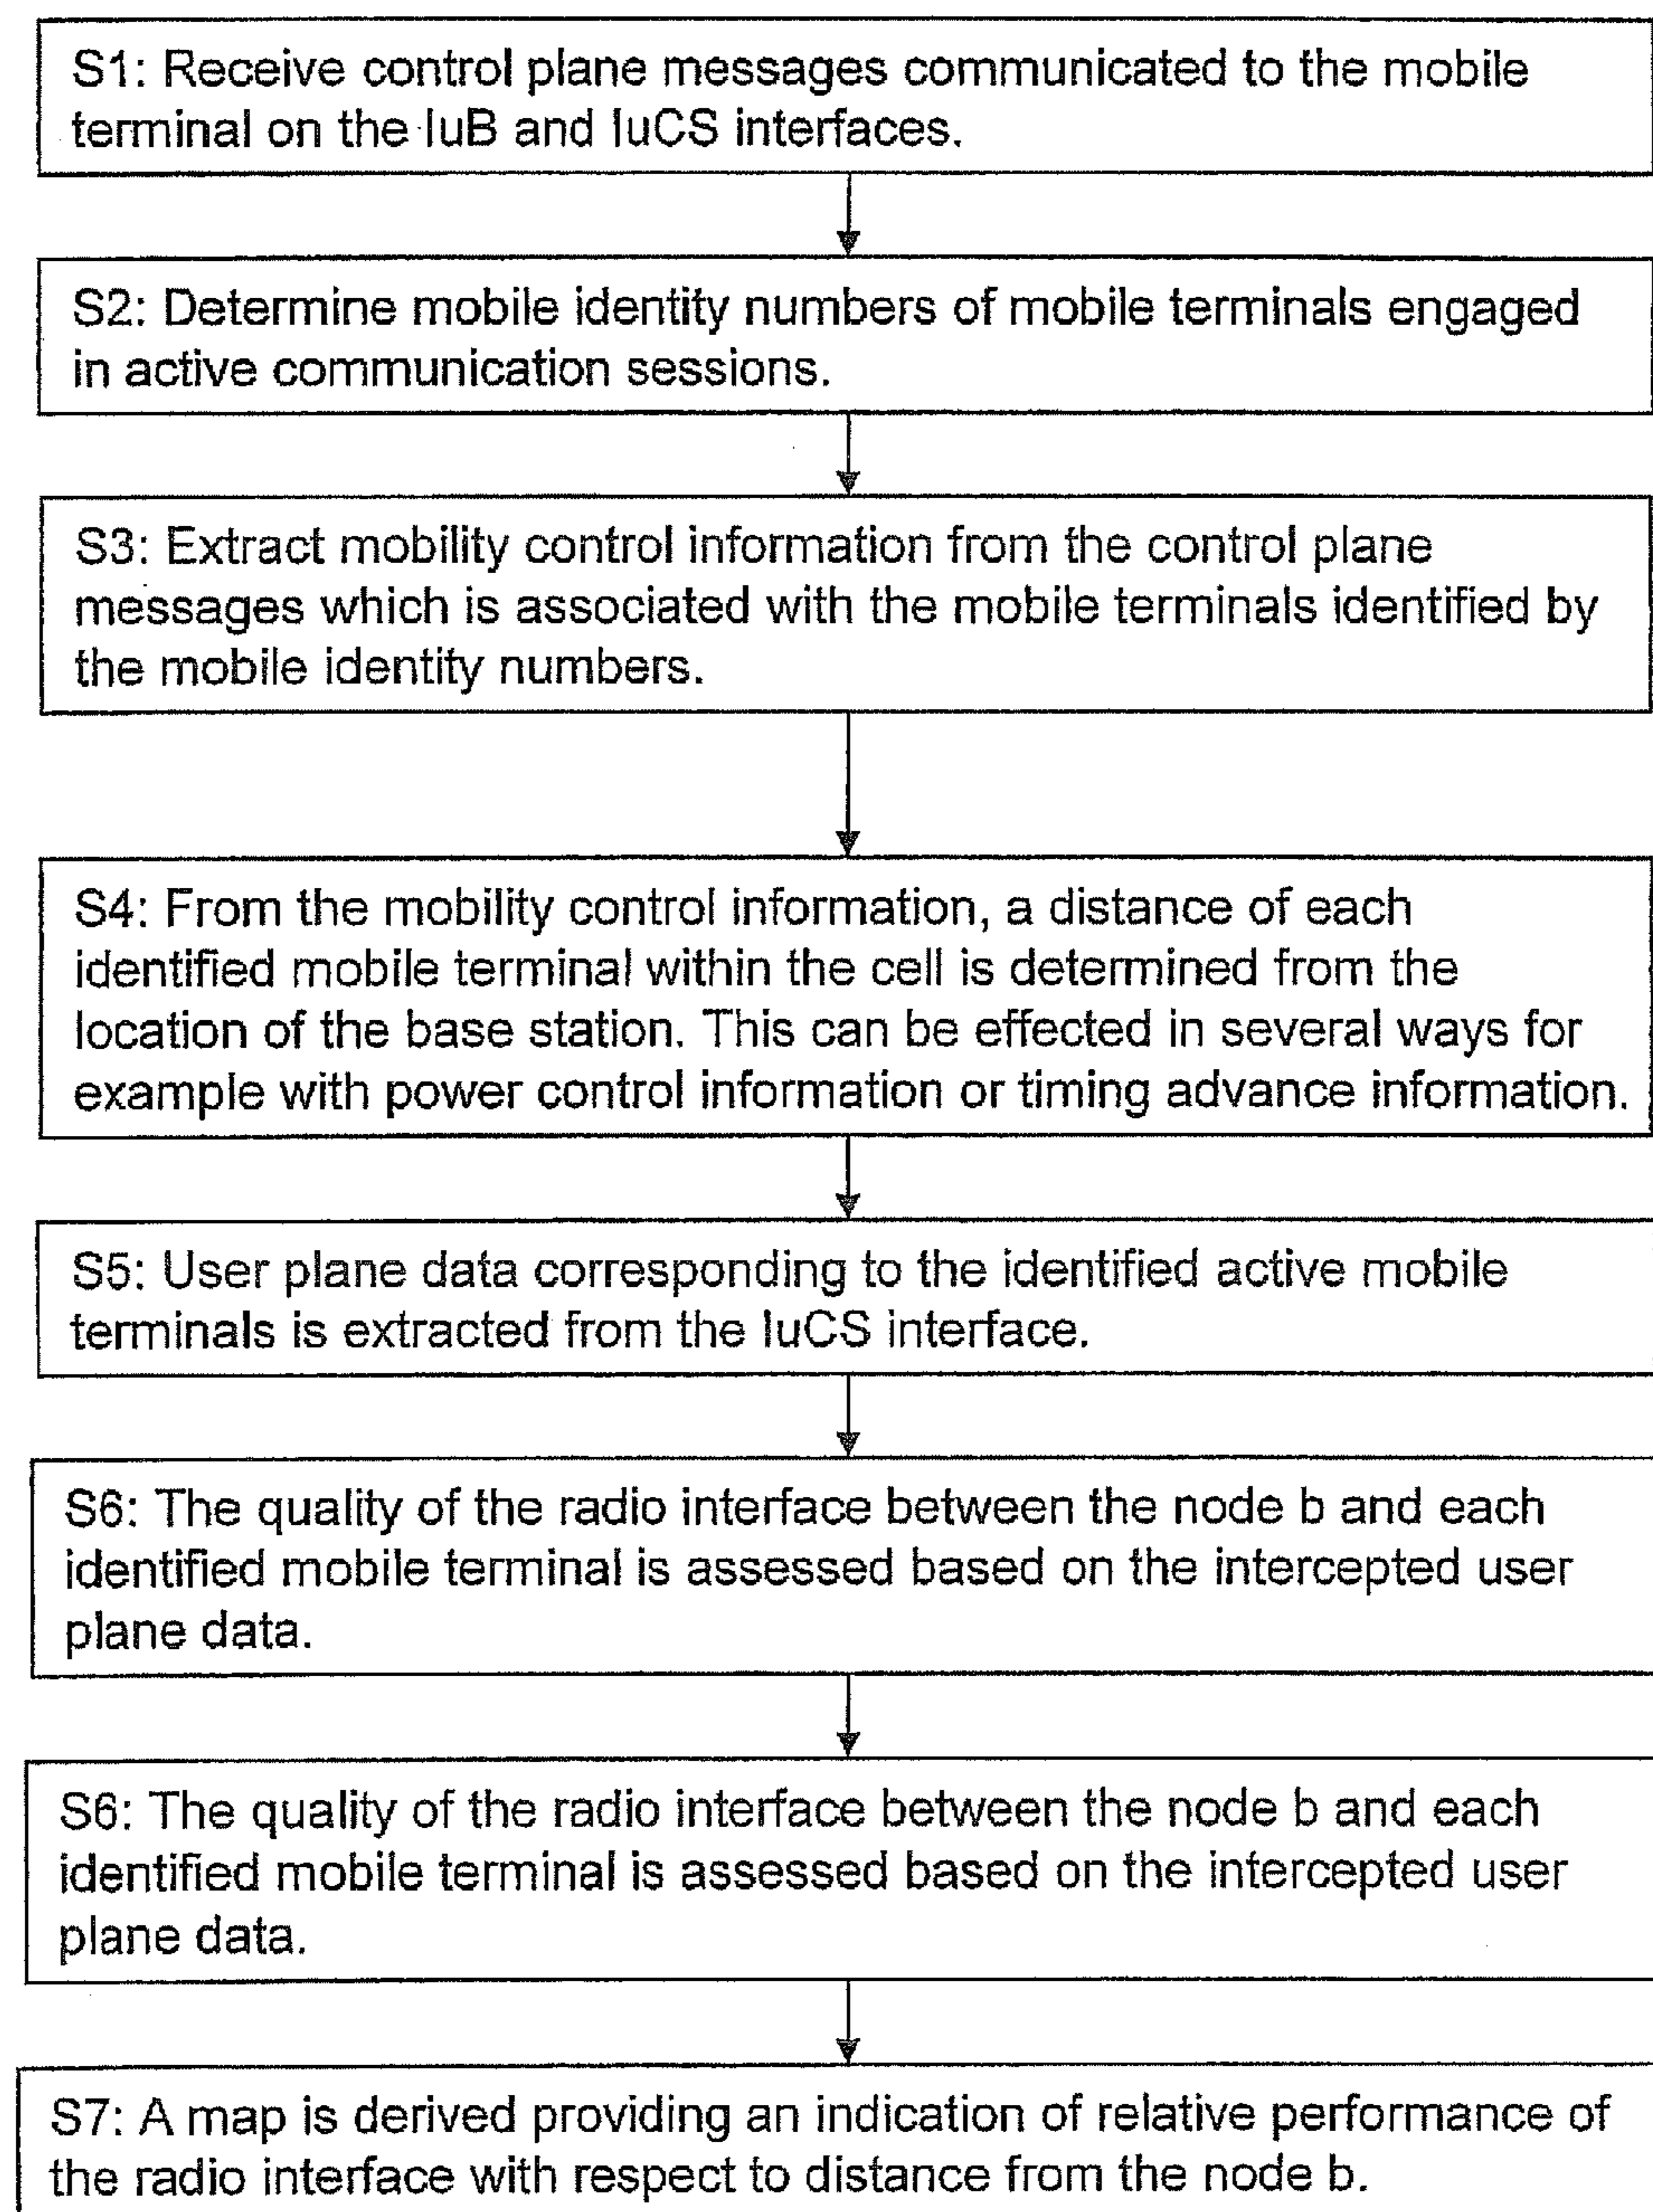 S1: Receive control plane messages communicated to the mobile
terminal on the IuB and IuCS interfaces.
S2: Determine mobile identity numbers of mobile terminals engaged
in active communication sessions.
S3: Extract mobility control information from the control plane
messages which is associated with the mobile terminals identified by
the mobile identity numbers.
S4: From the mobility control information, a distance of each
identified mobile terminal within the cell is determined from the
location of the base station. This can be effected in several ways for
example with power control information or timing advance information.
S5: User plane data corresponding to the identified active mobile
terminals is extracted from the IuCS interface.
S6: The quality of the radio interface between the node b and each
identified mobile terminal is assessed based on the intercepted user
plane data.
S6: The quality of the radio interface between the node b and each
identified mobile terminal is assessed based on the intercepted user
plane data.
S7: A map is derived providing an indication of relative performance of
the radio interface with respect to distance from the node b.